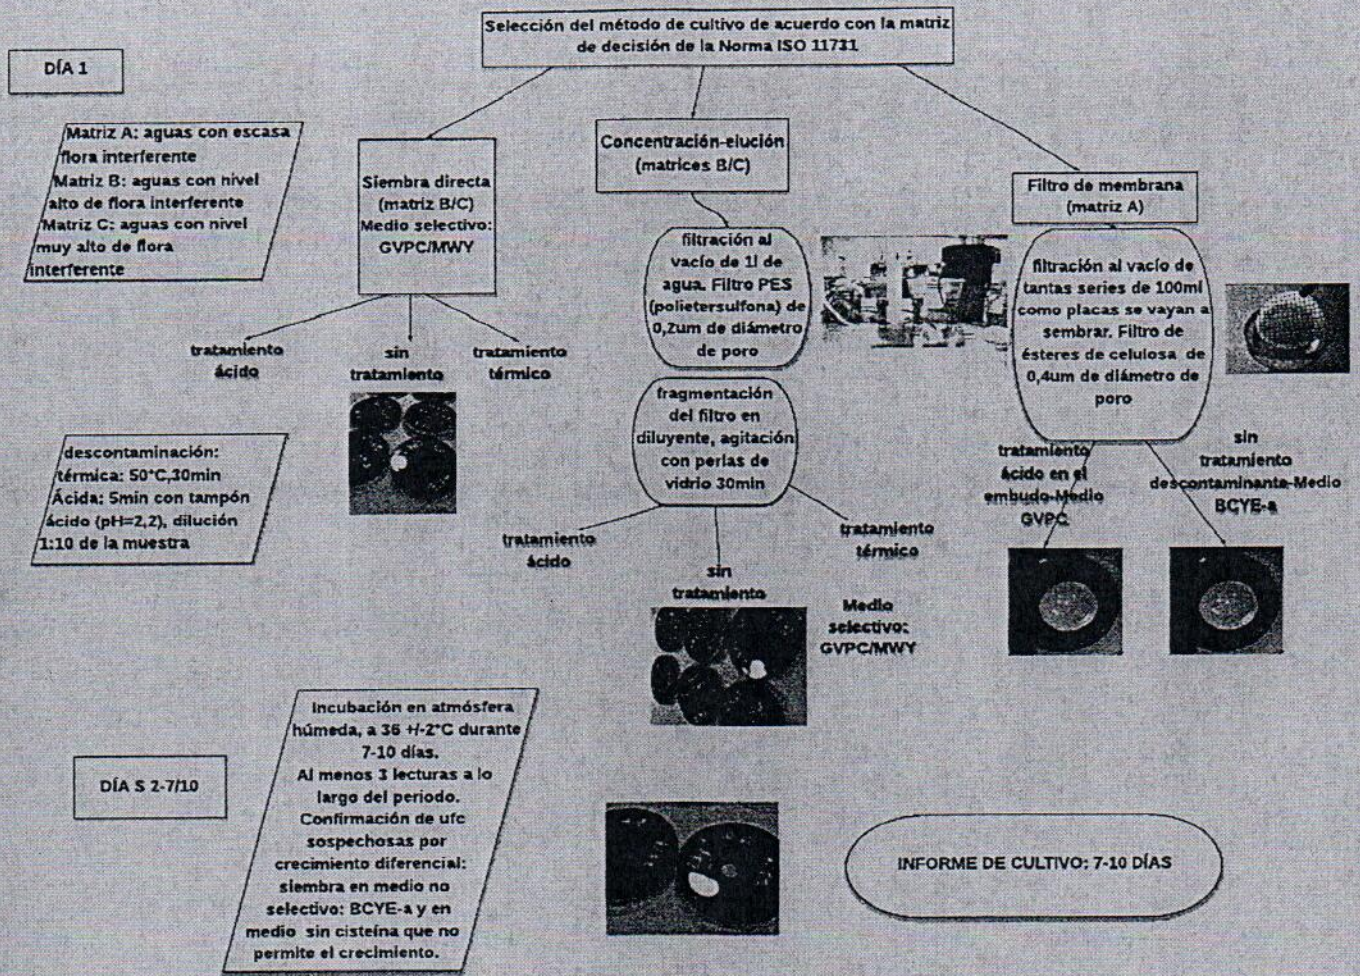 Selección del método de cultivo de acuerdo con la matriz
de decisión de la Norma ISO 11731
DÍA 1
Matriz A: aguas con escasa
flora interferente
Matriz B: aguas con nivel
alto de flora interferente
Matriz C: aguas con nivel
muy alto de flora
interferente
Siembra directa
(matriz B/C)
Medio selectivo:
GVPC/MWY
Concentración-elución
(matrices B/C)
Filtro de membrana
(matriz A)
filtración al
vacío de 1l de
agua. Filtro PES
(polietersulfona) de
0,2um de diámetro
de poro
filtración al vacío de
tantas series de 100ml
como placas se vayan a
sembrar. Filtro de
ésteres de celulosa de
0,4um de diámetro de
poro
tratamiento
ácido
sin
tratamiento
tratamiento
térmico
fragmentación
del filtro en
diluyente, agitación
con perlas de
vidrio 30min
descontaminación:
térmica: 50°C,30min
Ácida: 5min con tampón
ácido (pH=2,2), dilución
1:10 de la muestra
tratamiento
ácido en el
embudo-Medio
GVPC
sin
tratamiento
descontaminante-Medio
BCYE-a
tratamiento
ácido
sin
tratamiento
tratamiento
térmico
Medio
selectivo:
GVPC/MWY
DÍA S 2-7/10
Incubación en atmósfera
húmeda, a 36 +/-2°C durante
7-10 días.
Al menos 3 lecturas a lo
largo del periodo.
Confirmación de ufc
sospechosas por
crecimiento diferencial:
siembra en medio no
selectivo: BCYE-a y en
medio sin cisteína que no
permite el crecimiento.
INFORME DE CULTIVO: 7-10 DÍAS